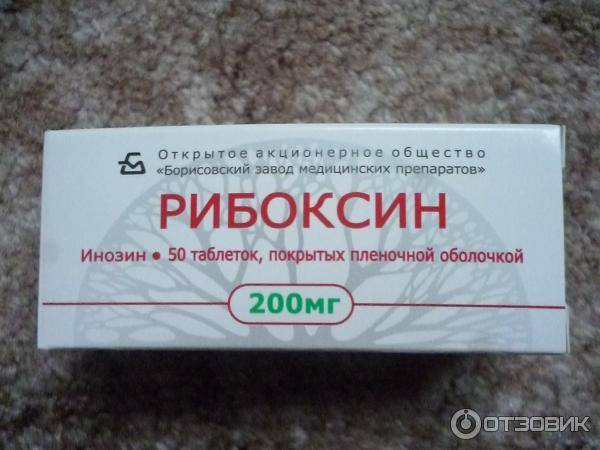 Открытое акционерное общество
«Борисовский завод медицинских препаратов»
РИБОКСИН
Инозин • 50 таблеток, покрытых пленочной оболочкой
200мг
ОТЗОВИК